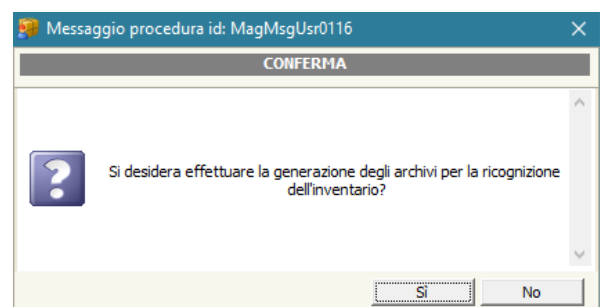 Messaggio procedura id: MagMsgUsr0116
CONFERMA
Si desidera effettuare la generazione degli archivi per la ricognizione
dell'inventario?
Sì
No